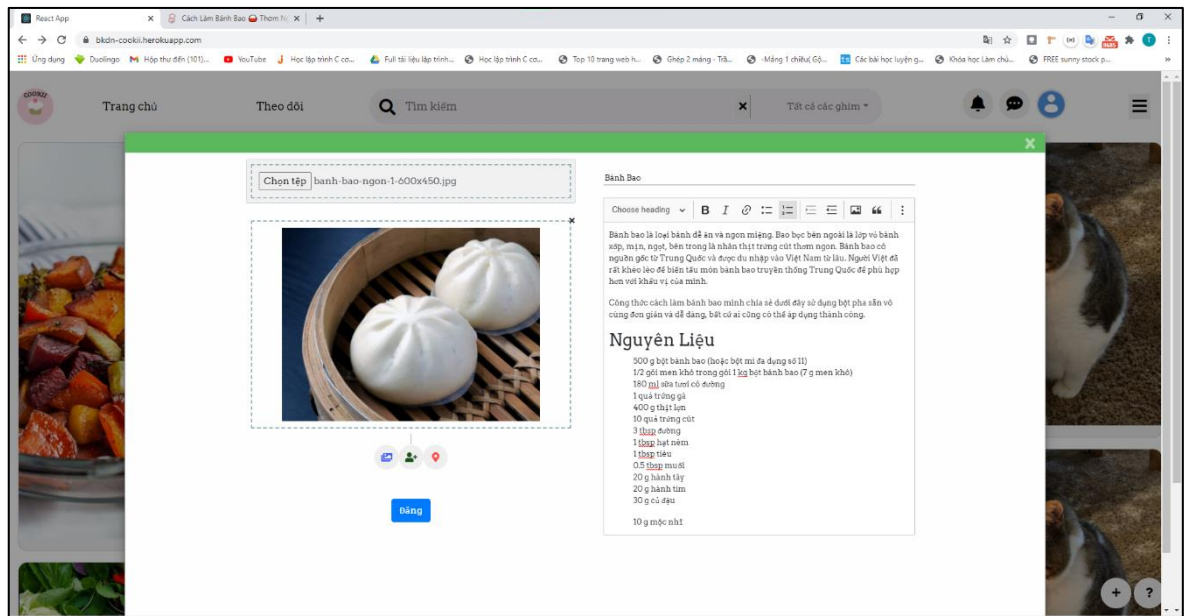 React App
Cách Làm Bánh Bao Thơm N
bkdn-cookii.herokuapp.com
Ứng dụng Duolingo Hộp thư đến (101)... YouTube Học lập trình C cơ... Full tài liệu lập trình... Học lập trình C cơ... Top 10 trang web h... Ghép 2 mảng - Trầ... -Mảng 1 chiều( Gộ... Các bài học luyện g... Khóa học Làm chủ... FREE sunny stock p...
COOKII Trang chủ Theo dõi Tìm kiếm Tất cả các ghim
Chọn tệp banh-bao-ngon-1-600x450.jpg
Đăng
Bánh Bao
Choose heading B I
Bánh bao là loại bánh dễ ăn và ngon miệng. Bao bọc bên ngoài là lớp vỏ bánh
xốp, mịn, ngọt, bên trong là nhân thịt trứng cút thơm ngon. Bánh bao có
nguồn gốc từ Trung Quốc và được du nhập vào Việt Nam từ lâu. Người Việt đã
rất khéo léo để biến tấu món bánh bao truyền thống Trung Quốc để phù hợp
hơn với khẩu vị của mình.
Công thức cách làm bánh bao mình chia sẻ dưới đây sử dụng bột pha sẵn vô
cùng đơn giản và dễ dàng, bất cứ ai cũng có thể áp dụng thành công.
Nguyên Liệu
500 g bột bánh bao (hoặc bột mì đa dụng số 11)
1/2 gói men khô trong gói 1 kg bột bánh bao (7 g men khô)
180 ml sữa tươi có đường
1 quả trứng gà
400 g thịt lợn
10 quả trứng cút
3 tbsp đường
1 tbsp hạt nêm
1 tbsp tiêu
0.5 tbsp muối
20 g hành tây
20 g hành tím
30 g củ đậu
10 g mộc nhĩ